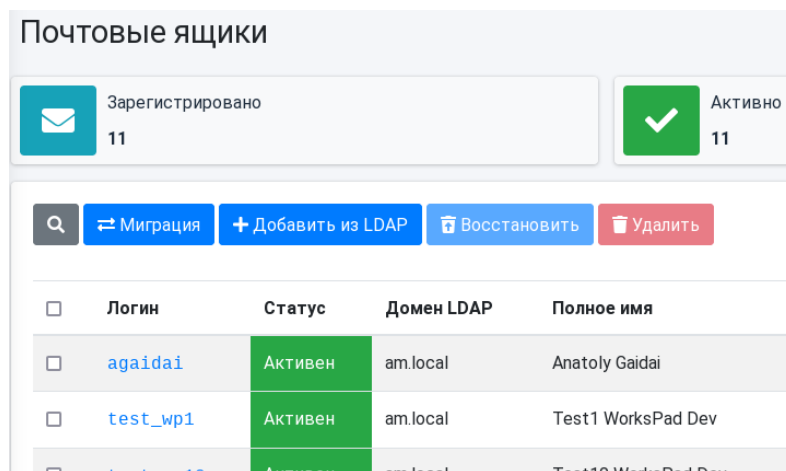 Почтовые ящики
Зарегистрировано
11
Активно
11
Миграция Добавить из LDAP Восстановить Удалить
Логин Статус Домен LDAP Полное имя
agaidai Активен am.local Anatoly Gaidai
test_wp1 Активен am.local Test1 WorksPad Dev